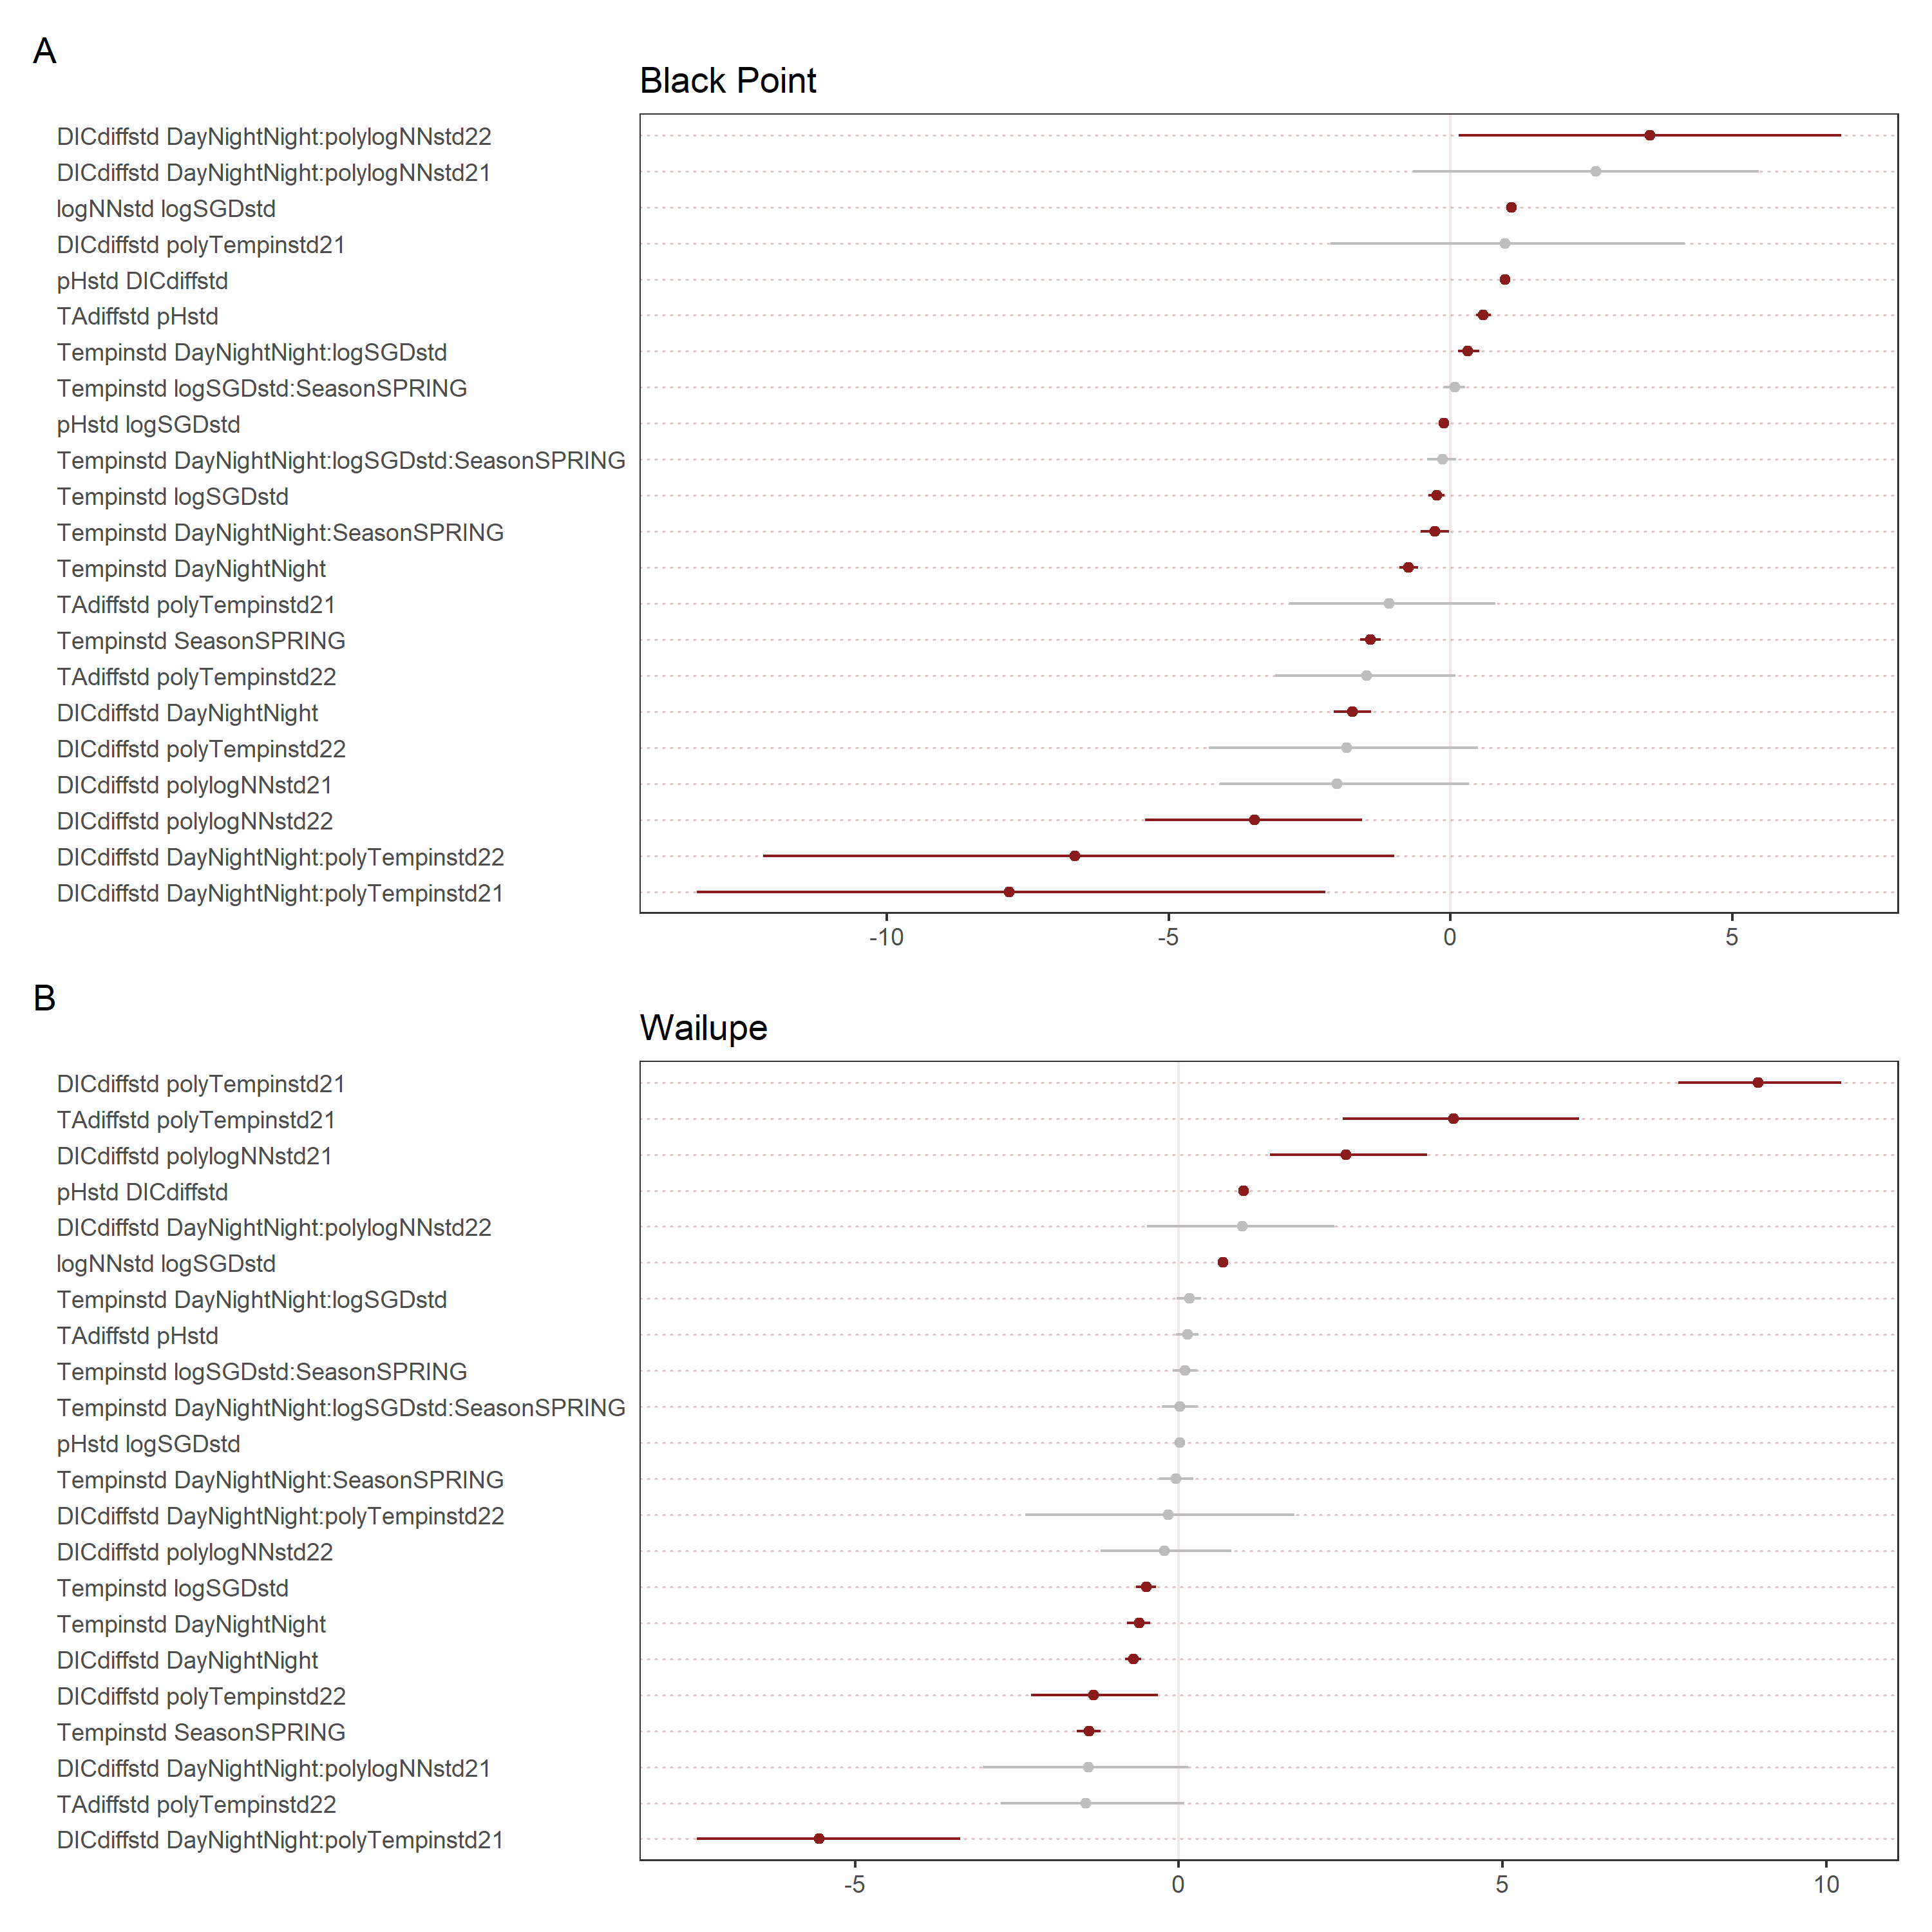 A
Black Point
DICdiffstd DayNightNight:polylogNNstd22
DICdiffstd DayNightNight:polylogNNstd21
logNNstd logSGDstd
DICdiffstd polyTempinstd21
pHstd DICdiffstd
TAdiffstd pHstd
Tempinstd DayNightNight:logSGDstd
Tempinstd logSGDstd:SeasonSPRING
pHstd logSGDstd
Tempinstd DayNightNight:logSGDstd:SeasonSPRING
Tempinstd logSGDstd
Tempinstd DayNightNight:SeasonSPRING
Tempinstd DayNightNight
TAdiffstd polyTempinstd21
Tempinstd SeasonSPRING
TAdiffstd polyTempinstd22
DICdiffstd DayNightNight
DICdiffstd polyTempinstd22
DICdiffstd polylogNNstd21
DICdiffstd polylogNNstd22
DICdiffstd DayNightNight:polyTempinstd22
DICdiffstd DayNightNight:polyTempinstd21
-10 -5 0 5
B
Wailupe
DICdiffstd polyTempinstd21
TAdiffstd polyTempinstd21
DICdiffstd polylogNNstd21
pHstd DICdiffstd
DICdiffstd DayNightNight:polylogNNstd22
logNNstd logSGDstd
Tempinstd DayNightNight:logSGDstd
TAdiffstd pHstd
Tempinstd logSGDstd:SeasonSPRING
Tempinstd DayNightNight:logSGDstd:SeasonSPRING
pHstd logSGDstd
Tempinstd DayNightNight:SeasonSPRING
DICdiffstd DayNightNight:polyTempinstd22
DICdiffstd polylogNNstd22
Tempinstd logSGDstd
Tempinstd DayNightNight
DICdiffstd DayNightNight
DICdiffstd polyTempinstd22
Tempinstd SeasonSPRING
DICdiffstd DayNightNight:polylogNNstd21
TAdiffstd polyTempinstd22
DICdiffstd DayNightNight:polyTempinstd21
-5 0 5 10